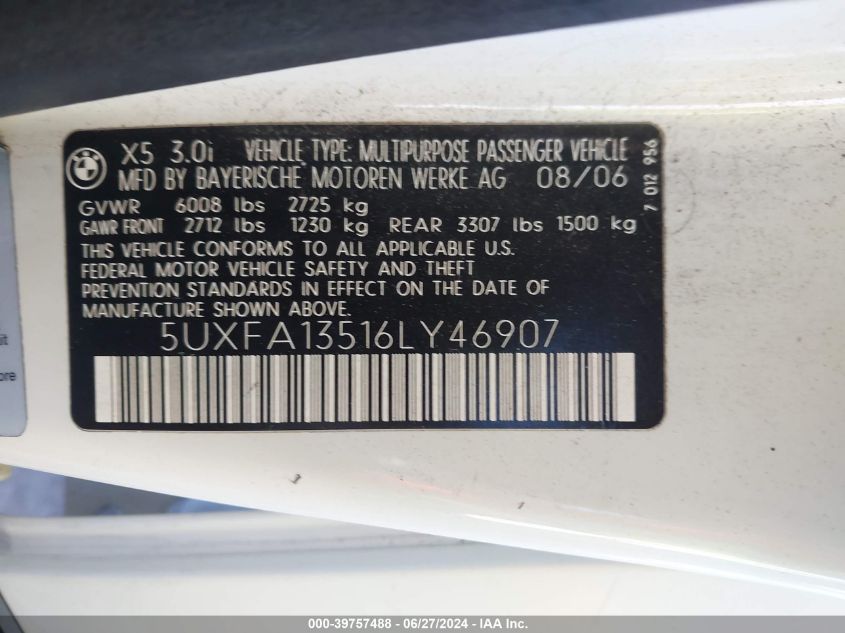 BMW X5 3.0i VEHICLE TYPE: MULTIPURPOSE PASSENGER VEHICLE
MFD BY BAYERISCHE MOTOREN WERKE AG 08/06
GVWR 6008 lbs 2725 kg
GAWR FRONT 2712 lbs 1230 kg REAR 3307 lbs 1500 kg
THIS VEHICLE CONFORMS TO ALL APPLICABLE U.S.
FEDERAL MOTOR VEHICLE SAFETY AND THEFT
PREVENTION STANDARDS IN EFFECT ON THE DATE OF
MANUFACTURE SHOWN ABOVE.
5UXFA13516LY46907
7 012 956
000-39757488 - 06/27/2024 - IAA Inc.